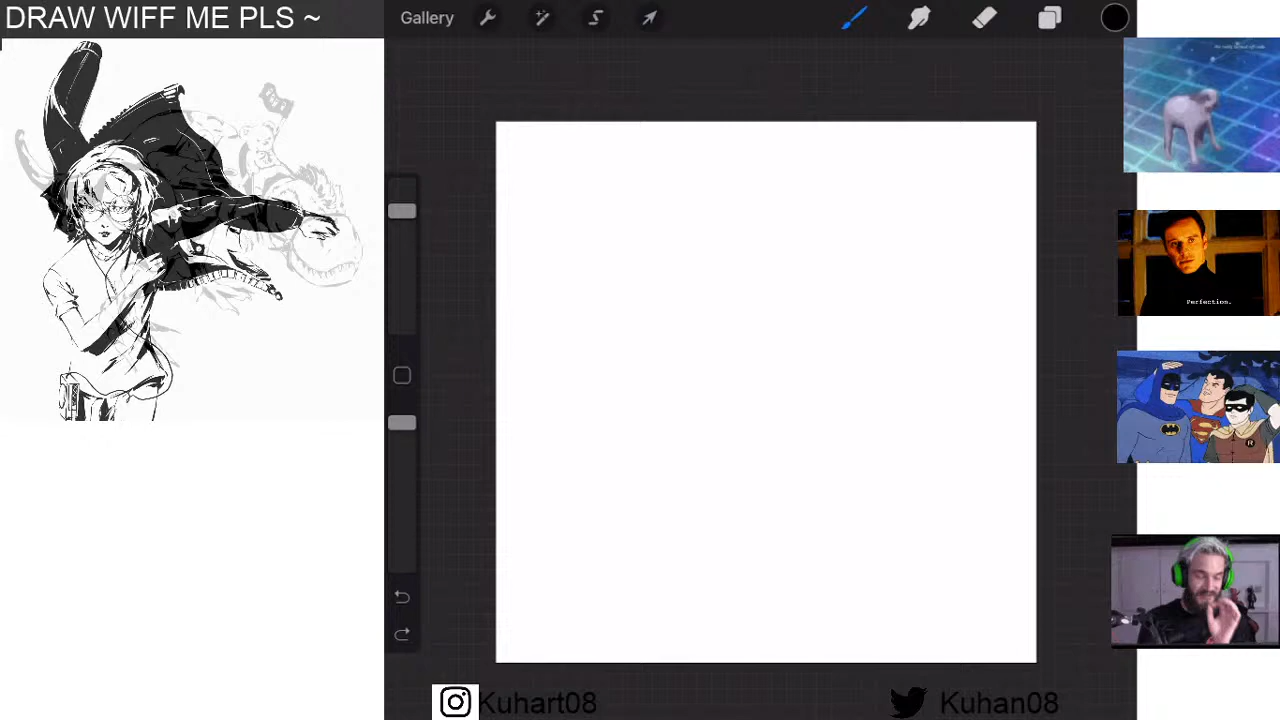 DRAW WIFF ME PLS ~
Gallery
Perfection.
R
Kuhart08
Kuhan08